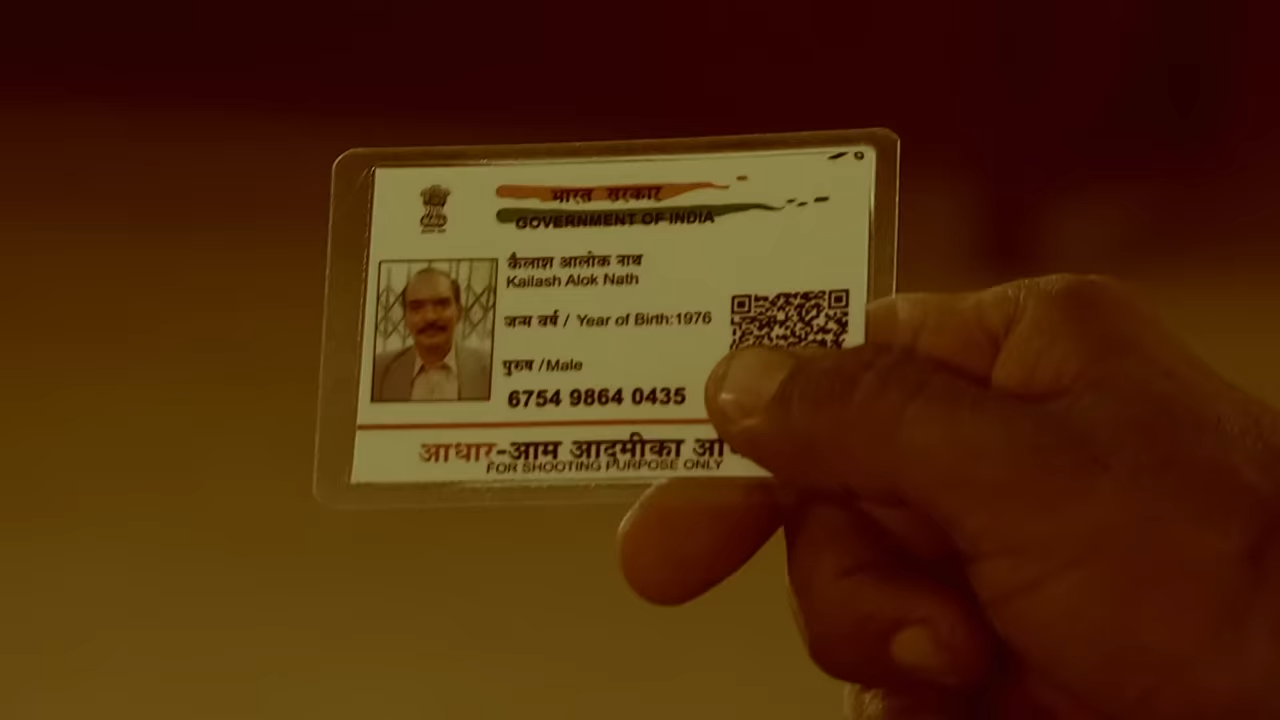 भारत सरकार
GOVERNMENT OF INDIA
कैलाश आलोक नाथ
Kailash Alok Nath
जन्म वर्ष / Year of Birth:1976
पुरुष /Male
6754 9864 0435
आधार-आम आदमीका
FOR SHOOTING PURPOSE ONLY